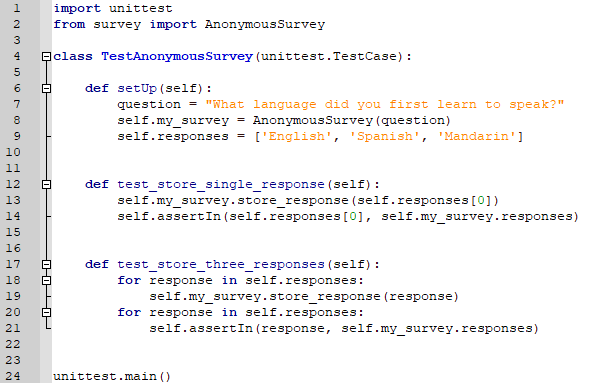 1 import unittest
2 from survey import AnonymousSurvey
3
4 class TestAnonymousSurvey(unittest.TestCase):
5
6     def setUp(self):
7         question = "What language did you first learn to speak?"
8         self.my_survey = AnonymousSurvey(question)
9         self.responses = ['English', 'Spanish', 'Mandarin']
10
11
12     def test_store_single_response(self):
13         self.my_survey.store_response(self.responses[0])
14         self.assertIn(self.responses[0], self.my_survey.responses)
15
16
17     def test_store_three_responses(self):
18         for response in self.responses:
19             self.my_survey.store_response(response)
20         for response in self.responses:
21             self.assertIn(response, self.my_survey.responses)
22
23
24 unittest.main()